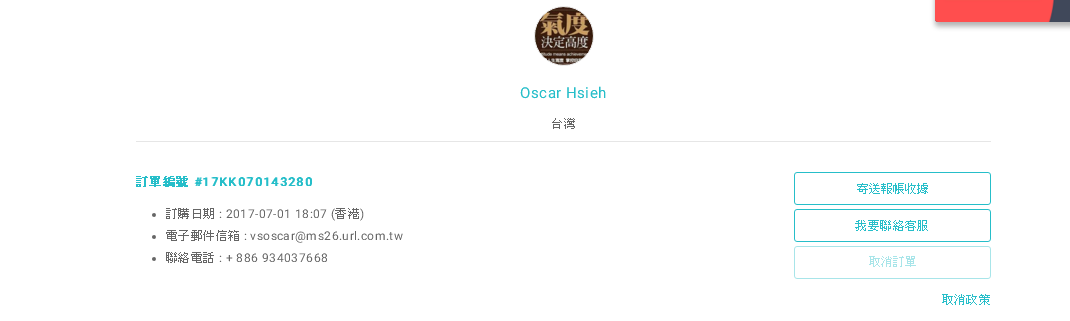 氣度
決定高度
Oscar Hsieh
台灣
訂單編號 #17KK070143280
訂購日期 : 2017-07-01 18:07 (香港)
電子郵件信箱 : vsoscar@ms26.url.com.tw
聯絡電話 : + 886 934037668
寄送報帳收據
我要聯絡客服
取消訂單
取消政策